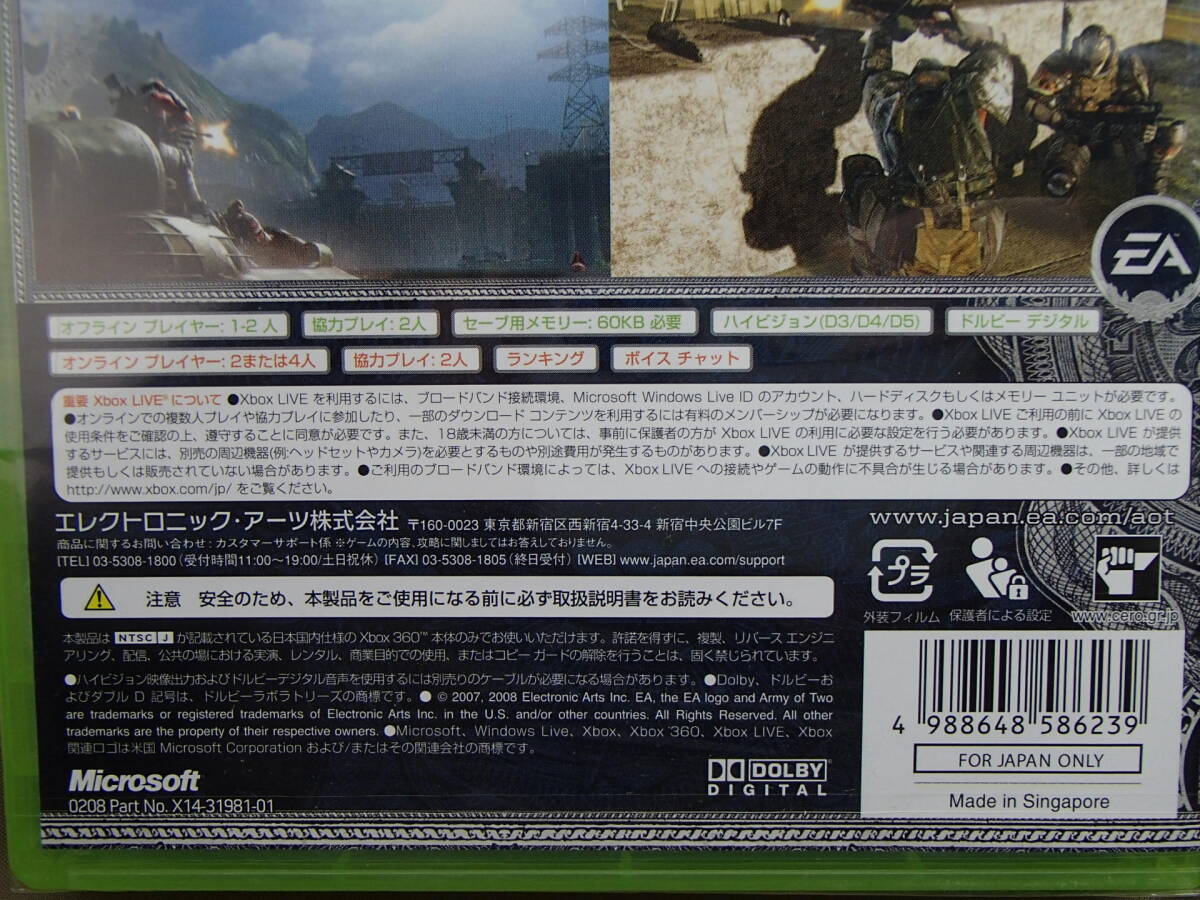 EA
オフライン プレイヤー: 1-2 人
協力プレイ: 2人
セーブ用メモリー: 60KB 必要
ハイビジョン(D3/D4/D5)
ドルビー デジタル
オンライン プレイヤー: 2または4人
協力プレイ: 2人
ランキング
ボイス チャット
重要 Xbox LIVE® について ●Xbox LIVE を利用するには、ブロードバンド接続環境、Microsoft Windows Live ID のアカウント、ハードディスクもしくはメモリー ユニットが必要です。
●オンラインでの複数人プレイや協力プレイに参加したり、一部のダウンロード コンテンツを利用するには有料のメンバーシップが必要になります。●Xbox LIVE ご利用の前に Xbox LIVE の
使用条件をご確認の上、遵守することに同意が必要です。また、18歳未満の方については、事前に保護者の方が Xbox LIVE の利用に必要な設定を行う必要があります。●Xbox LIVE が提供
するサービスには、別売の周辺機器(例:ヘッドセットやカメラ)を必要とするものや別途費用が発生するものがあります。●Xbox LIVE が提供するサービスや関連する周辺機器は、一部の地域で
提供もしくは販売されていない場合があります。●ご利用のブロードバンド環境によっては、Xbox LIVE への接続やゲームの動作に不具合が生じる場合があります。●その他、詳しくは
http://www.xbox.com/jp/ をご覧ください。
エレクトロニック・アーツ株式会社 〒160-0023 東京都新宿区西新宿4-33-4 新宿中央公園ビル7F
商品に関するお問い合わせ:カスタマーサポート係 ※ゲームの内容、攻略に関しましてはお答えしておりません。
[TEL] 03-5308-1800 (受付時間11:00~19:00/土日祝休) [FAX] 03-5308-1805 (終日受付) [WEB] www.japan.ea.com/support
www.japan.ea.com/aot
プラ
外装フィルム
保護者による設定
www.cero.gr.jp
注意 安全のため、本製品をご使用になる前に必ず取扱説明書をお読みください。
本製品は NTSC J が記載されている日本国内仕様の Xbox 360™ 本体のみでお使いいただけます。許諾を得ずに、複製、リバース エンジニ
アリング、配信、公共の場における実演、レンタル、商業目的での使用、またはコピー ガードの解除を行うことは、固く禁じられています。
●ハイビジョン映像出力およびドルビーデジタル音声を使用するには別売りのケーブルが必要になる場合があります。●Dolby、ドルビーお
よびダブル D 記号は、ドルビーラボラトリーズの商標です。● © 2007, 2008 Electronic Arts Inc. EA, the EA logo and Army of Two
are trademarks or registered trademarks of Electronic Arts Inc. in the U.S. and/or other countries. All Rights Reserved. All other
trademarks are the property of their respective owners. ●Microsoft、Windows Live、Xbox、Xbox 360、Xbox LIVE、Xbox
関連ロゴは米国 Microsoft Corporation および/またはその関連会社の商標です。
Microsoft
0208 Part No. X14-31981-01
DOLBY
DIGITAL
4 988648 586239
FOR JAPAN ONLY
Made in Singapore